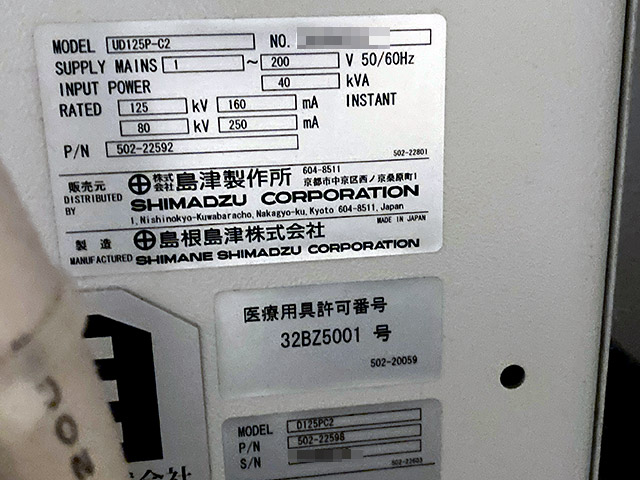 MODEL UD125P-C2 NO.
SUPPLY MAINS 1 ~ 200 V 50/60Hz
INPUT POWER 40 kVA
RATED 125 kV 160 mA INSTANT
80 kV 250 mA
P/N 502-22592
502-22801
販売元 株式会社 島津製作所 604-8511 京都市中京区西ノ京桑原町1
DISTRIBUTED BY SHIMADZU CORPORATION
1, Nishinokyo-Kuwabaracho, Nakagyo-ku, Kyoto 604-8511, Japan
MADE IN JAPAN
製造 島根島津株式会社
MANUFACTURED SHIMANE SHIMADZU CORPORATION
医療用具許可番号
32BZ5001 号
502-20059
MODEL D125PC2
P/N 502-22598
S/N
502-22603
会社